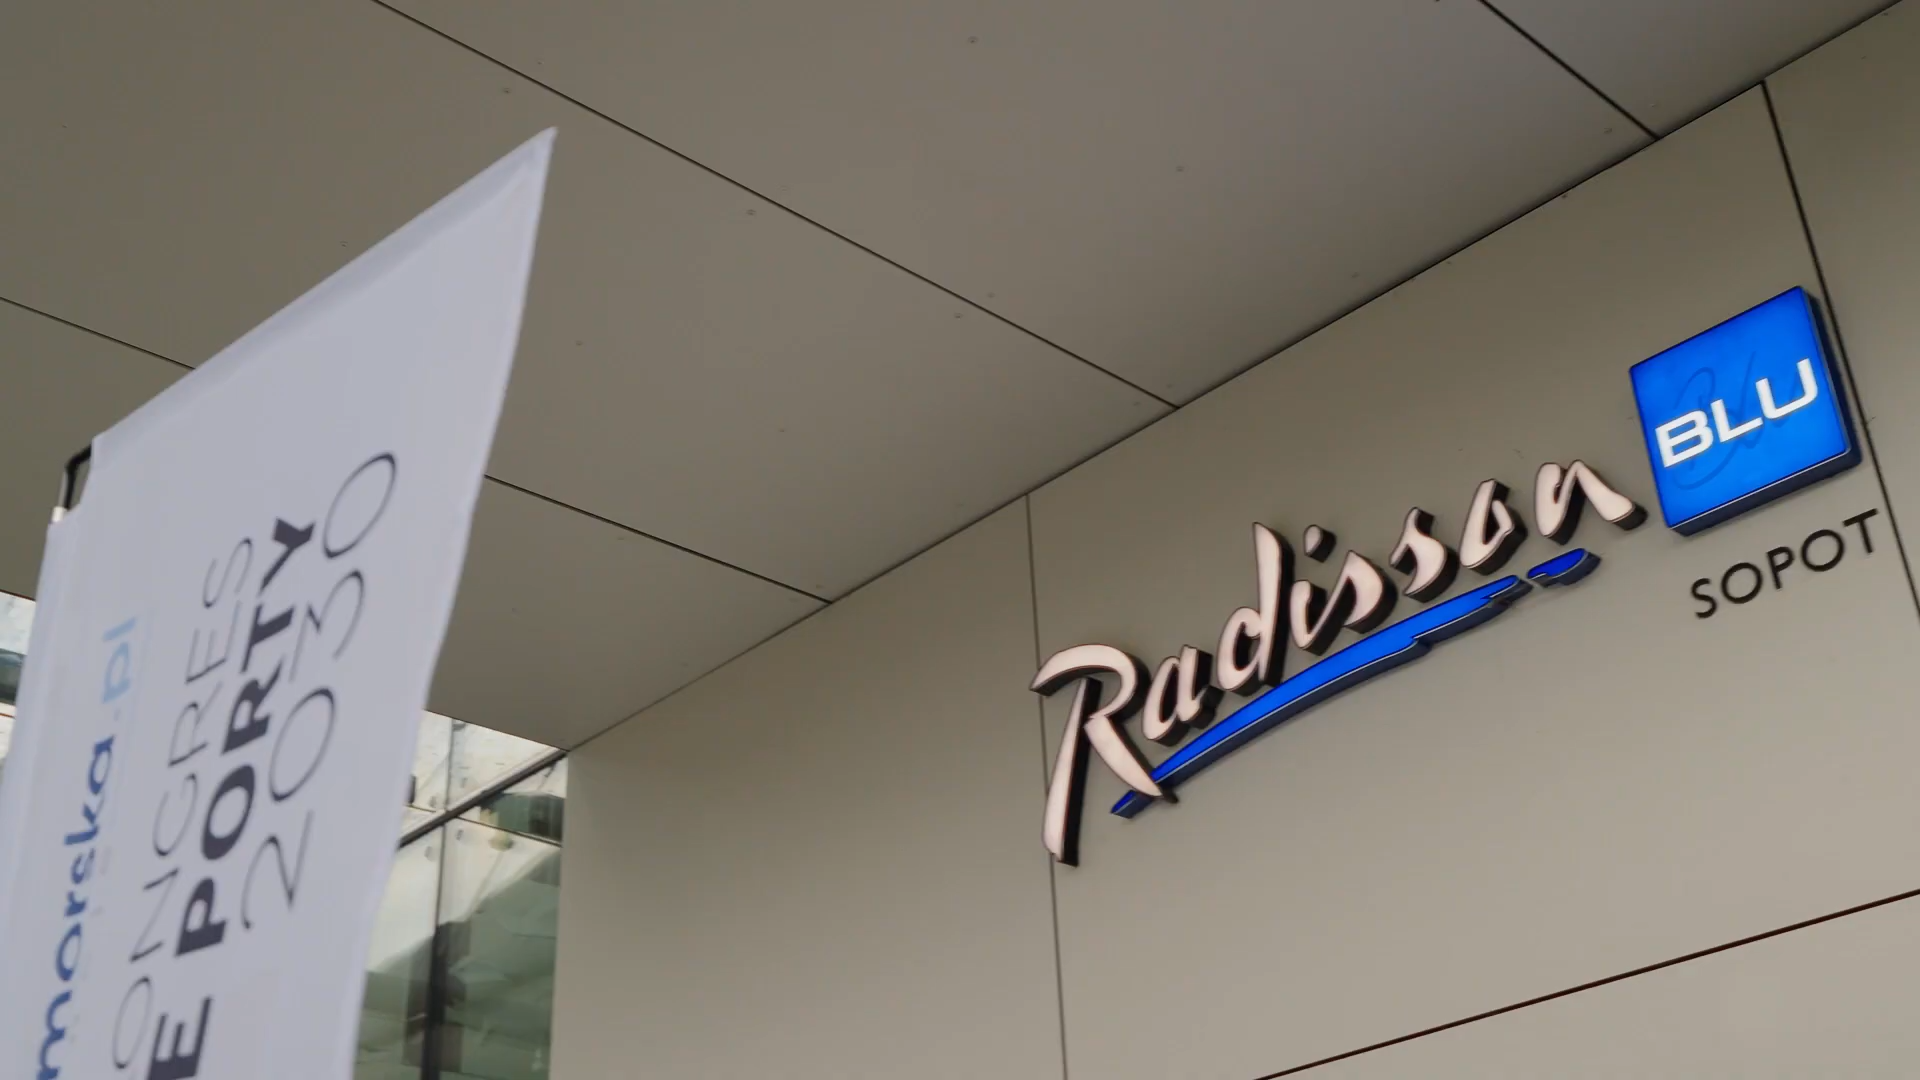 morska.pl
ONGRES
E PORTY
2030
Radisson
BLU
SOPOT